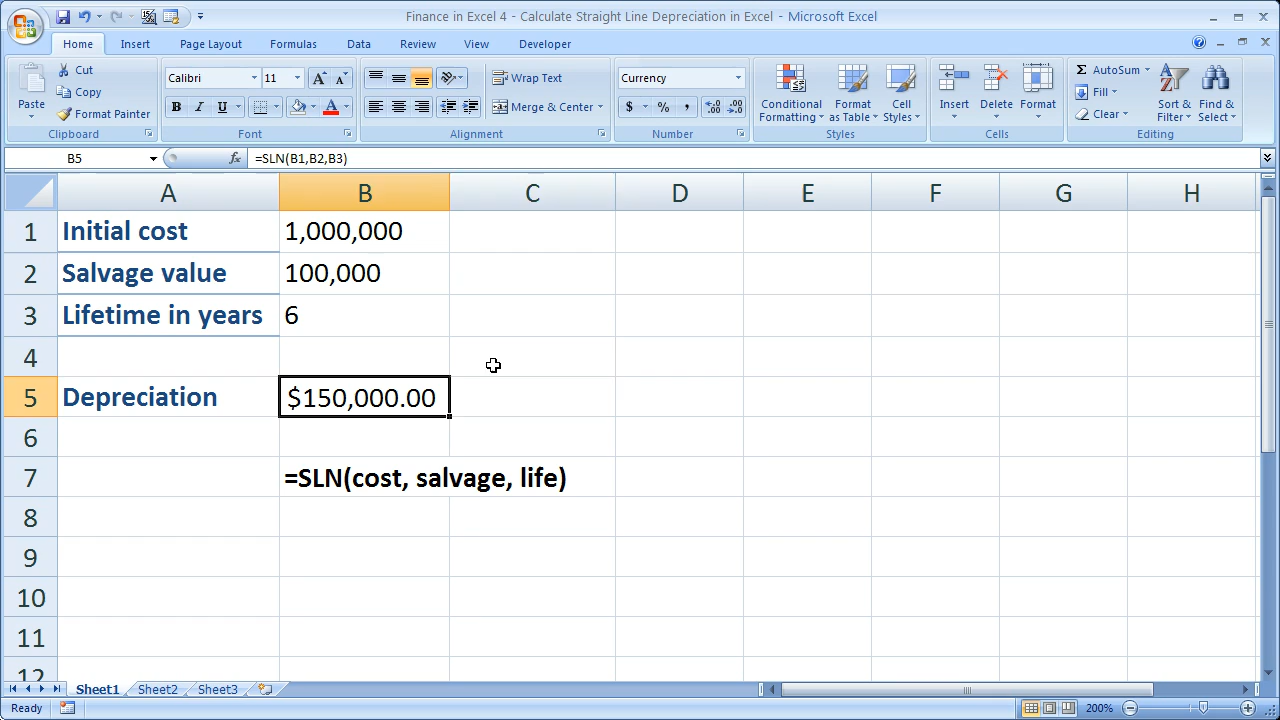 Finance in Excel 4 - Calculate Straight Line Depreciation in Excel - Microsoft Excel
Home Insert Page Layout Formulas Data Review View Developer
Paste Cut Copy Format Painter
Calibri 11
B I U A
Wrap Text
Merge & Center
Currency
$ % ,
Conditional Formatting Format as Table Cell Styles
Insert Delete Format
Σ AutoSum Fill Clear
Sort & Filter Find & Select
Clipboard Font Alignment Number Styles Cells Editing
B5 fx =SLN(B1,B2,B3)
A B C D E F G H
1 Initial cost 1,000,000
2 Salvage value 100,000
3 Lifetime in years 6
4
5 Depreciation $150,000.00
6
7 =SLN(cost, salvage, life)
8
9
10
11
12
Sheet1 Sheet2 Sheet3
Ready 200%